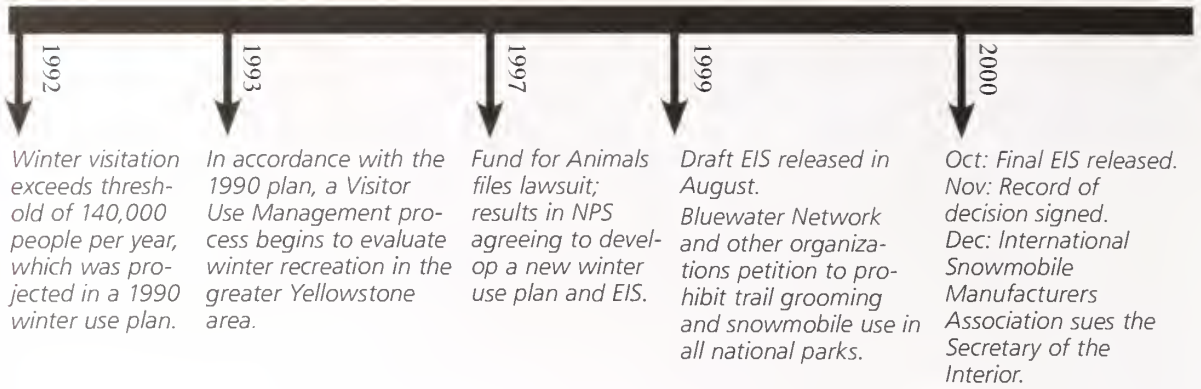 1992
Winter visitation
exceeds thresh-
old of 140,000
people per year,
which was pro-
jected in a 1990
winter use plan.
1993
In accordance with the
1990 plan, a Visitor
Use Management pro-
cess begins to evaluate
winter recreation in the
greater Yellowstone
area.
1997
Fund for Animals
files lawsuit;
results in NPS
agreeing to devel-
op a new winter
use plan and EIS.
1999
Draft EIS released in
August.
Bluewater Network
and other organiza-
tions petition to pro-
hibit trail grooming
and snowmobile use in
all national parks.
2000
Oct: Final EIS released.
Nov: Record of
decision signed.
Dec: International
Snowmobile
Manufacturers
Association sues the
Secretary of the
Interior.